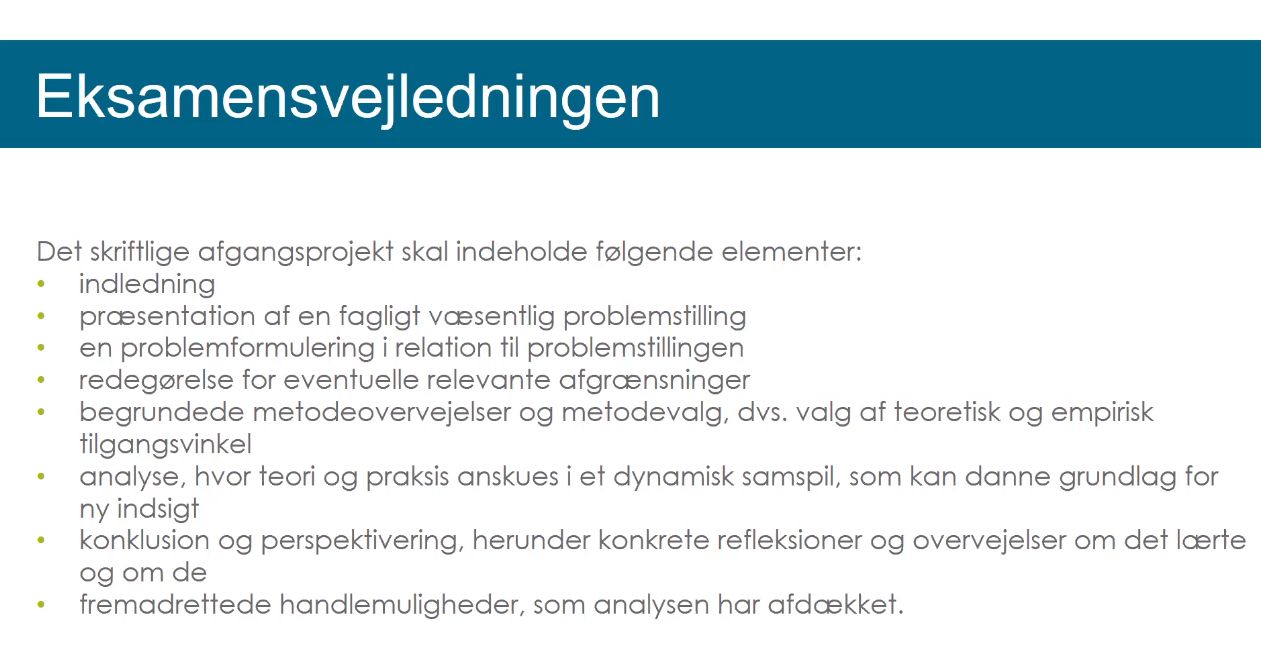 Eksamensvejledningen
Det skriftlige afgangsprojekt skal indeholde følgende elementer:
• indledning
• præsentation af en fagligt væsentlig problemstilling
• en problemformulering i relation til problemstillingen
• redegørelse for eventuelle relevante afgrænsninger
• begrundede metodeovervejelser og metodevalg, dvs. valg af teoretisk og empirisk
tilgangsvinkel
• analyse, hvor teori og praksis anskues i et dynamisk samspil, som kan danne grundlag for
ny indsigt
• konklusion og perspektivering, herunder konkrete refleksioner og overvejelser om det lærte
og om de
• fremadrettede handlemuligheder, som analysen har afdækket.